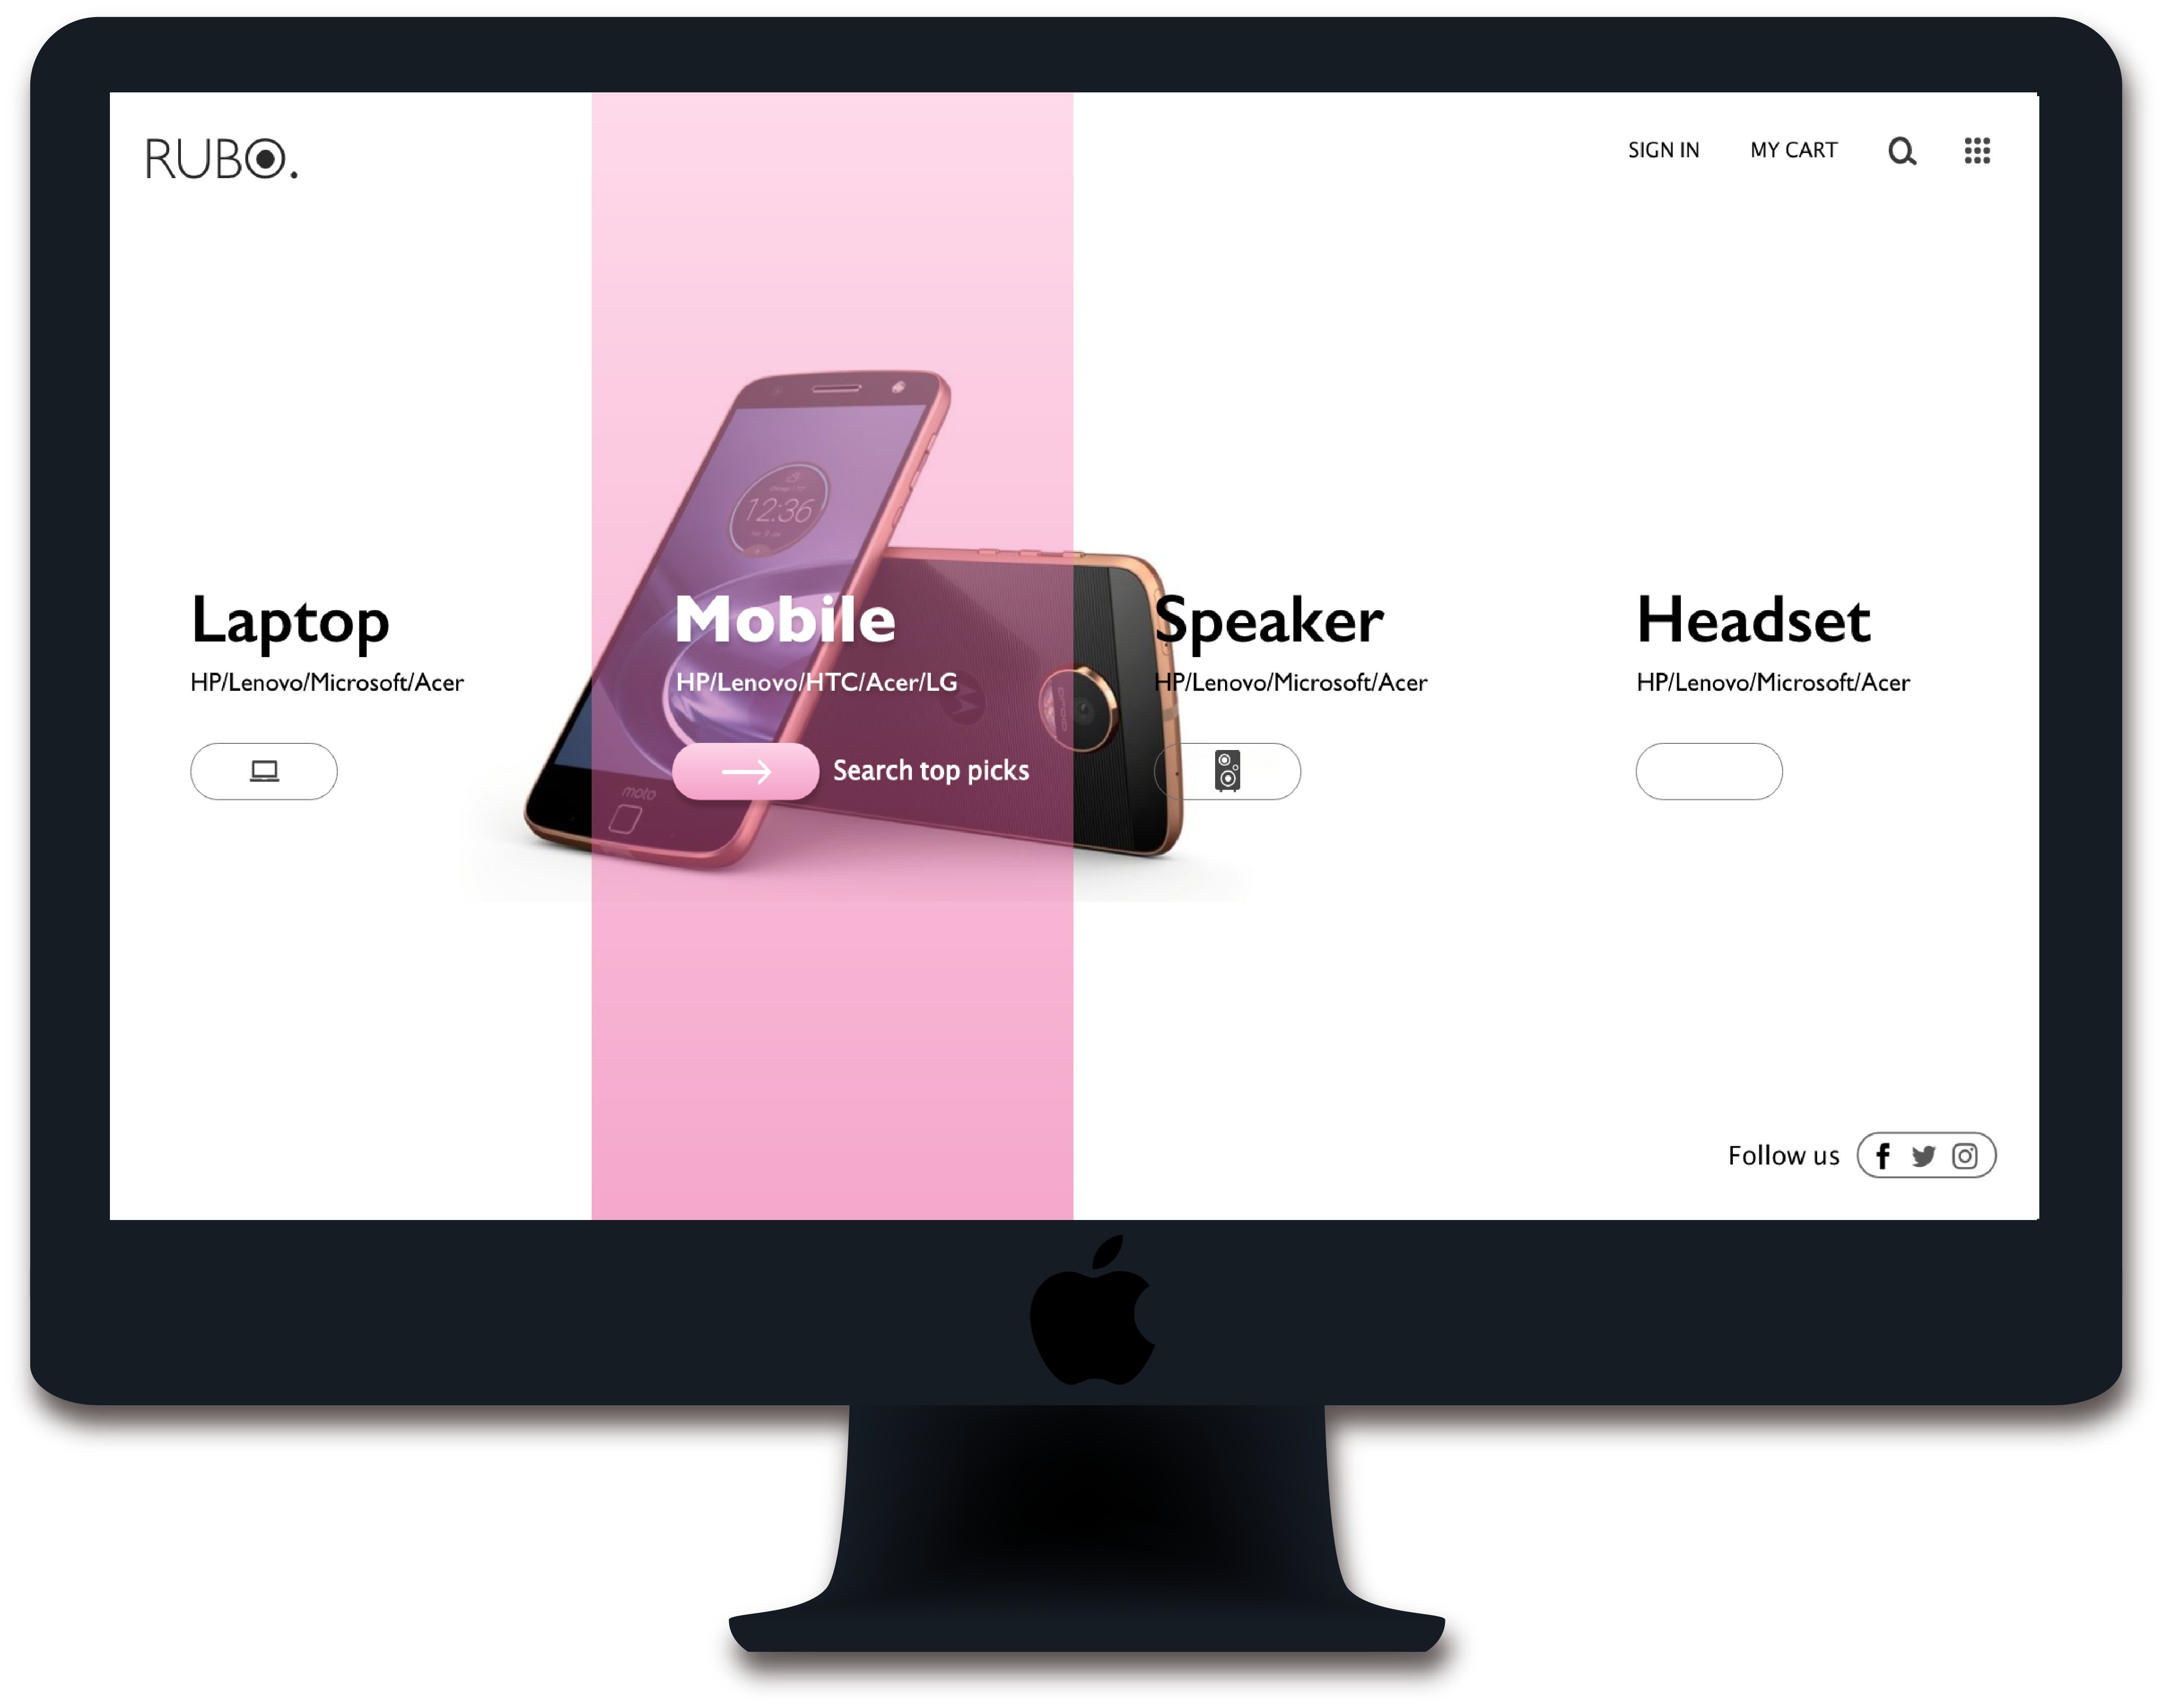 RUBO.
SIGN IN
MY CART
12:36
Laptop
HP/Lenovo/Microsoft/Acer
Mobile
HP/Lenovo/HTC/Acer/LG
Search top picks
Speaker
HP/Lenovo/Microsoft/Acer
Headset
HP/Lenovo/Microsoft/Acer
moto
Follow us